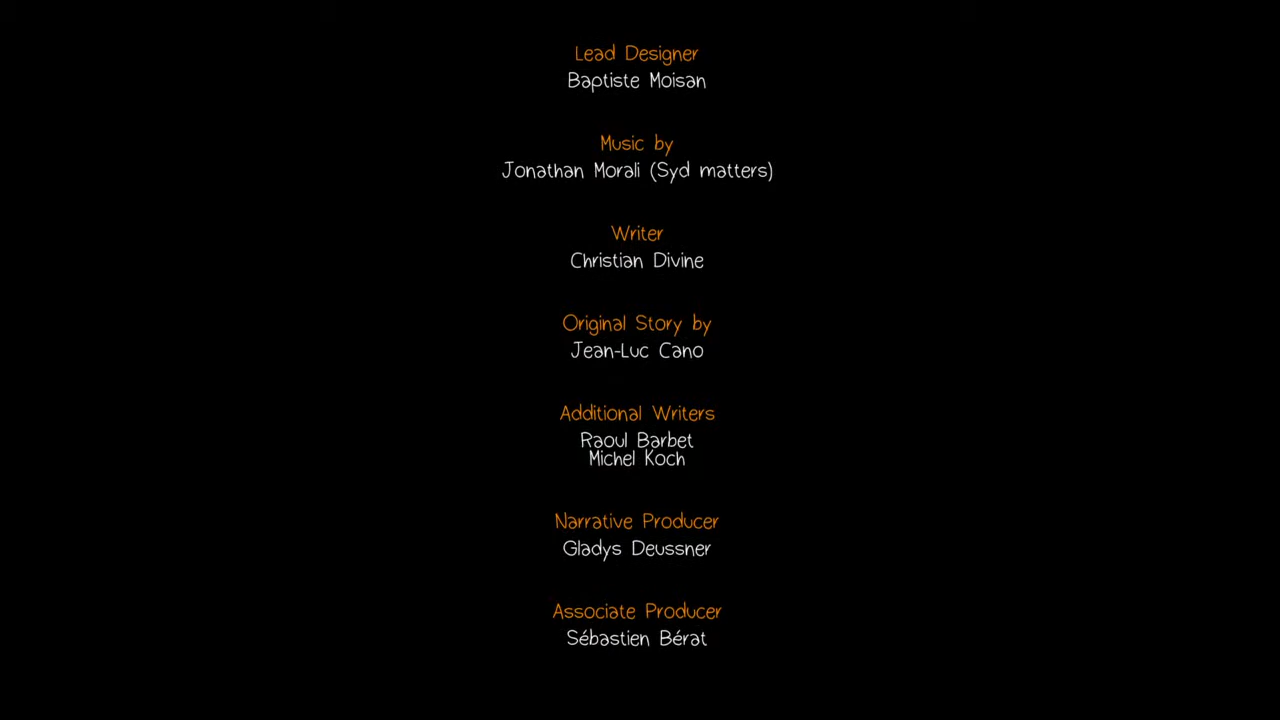 Lead Designer
Baptiste Moisan
Music by
Jonathan Morali (Syd matters)
Writer
Christian Divine
Original Story by
Jean-Luc Cano
Additional Writers
Raoul Barbet
Michel Koch
Narrative Producer
Gladys Deussner
Associate Producer
Sébastien Bérat